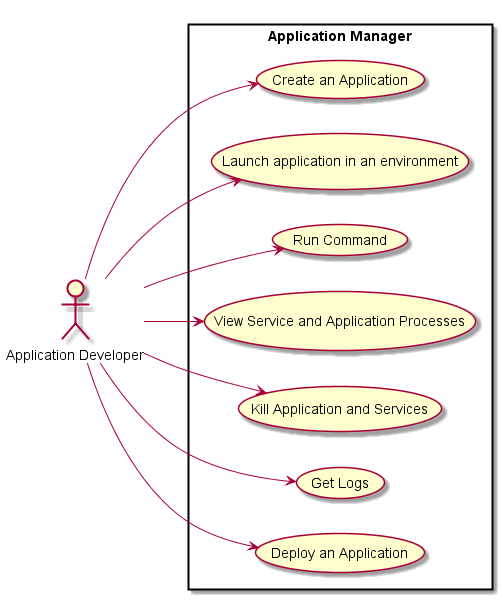 Application Manager
Create an Application
Launch application in an environment
Run Command
View Service and Application Processes
Application Developer
Kill Application and Services
Get Logs
Deploy an Application